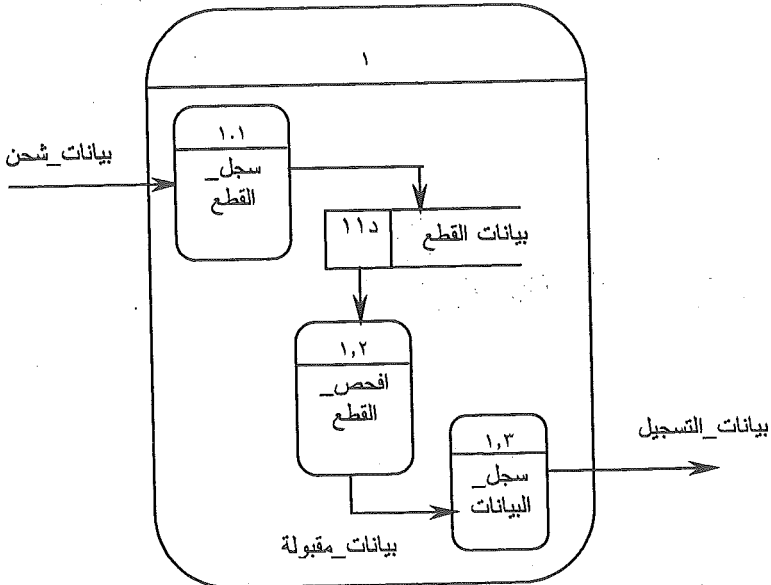 ١
١.١
بيانات_شحن
سجل_
القطع
د١١
بيانات القطع
١,٢
افحص_
القطع
١,٣
بيانات_التسجيل
سجل_
البيانات
بيانات_مقبولة